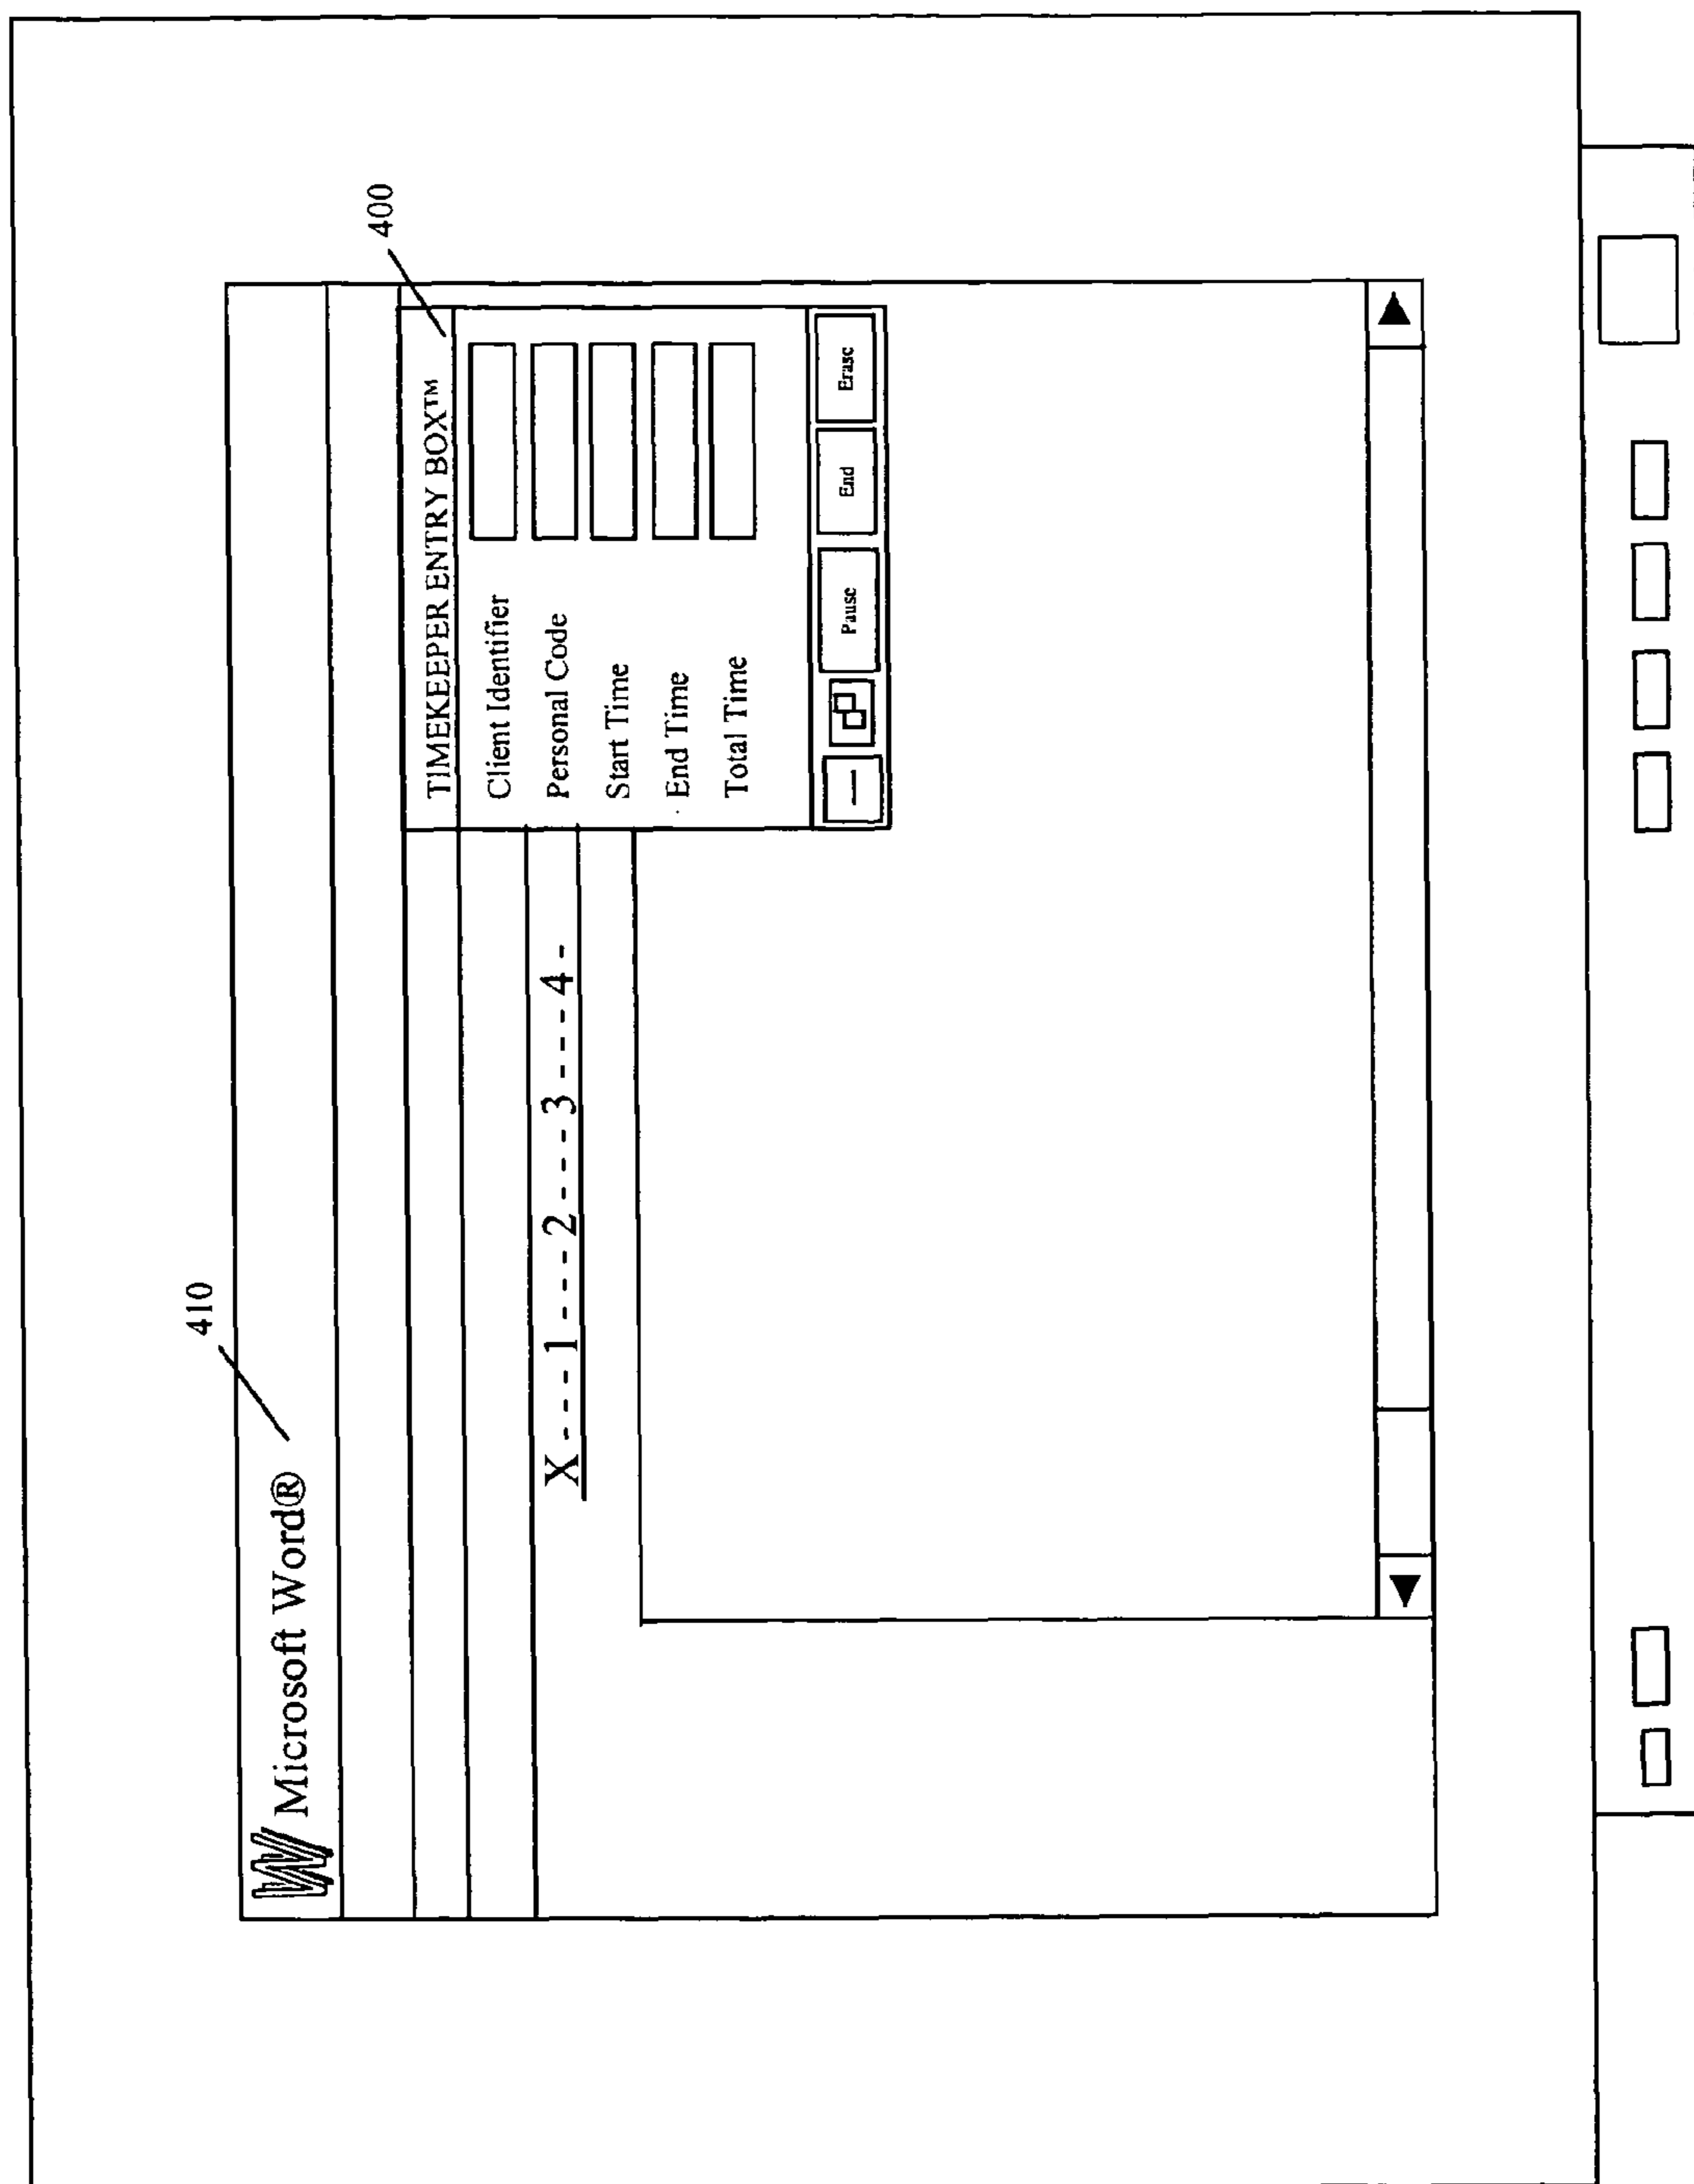 410
W Microsoft Word®
400
TIMEKEEPER ENTRY BOX™
Client Identifier
Personal Code
Start Time
End Time
Total Time
Pause End Erase
X - - - 1 - - - 2 - - - 3 - - - 4 -